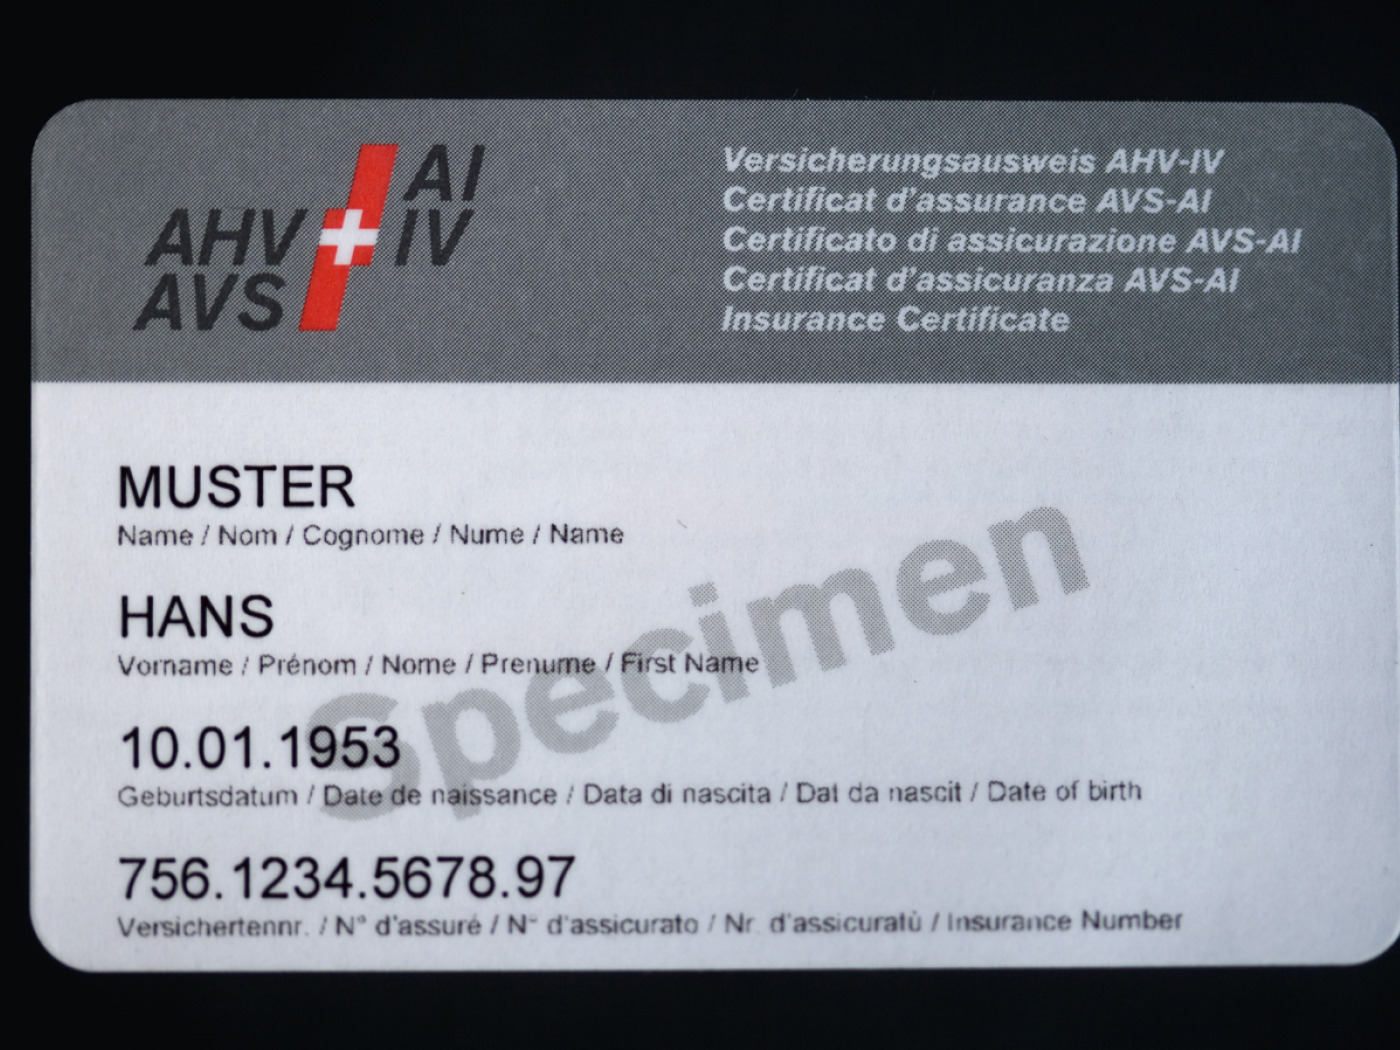 AI
AHV IV
AVS
Versicherungsausweis AHV-IV
Certificat d'assurance AVS-AI
Certificato di assicurazione AVS-AI
Certificat d'assicuranza AVS-AI
Insurance Certificate
MUSTER
Name / Nom / Cognome / Nume / Name
HANS
Vorname / Prénom / Nome / Prenume / First Name
Specimen
10.01.1953
Geburtsdatum / Date de naissance / Data di nascita / Dat da nascit / Date of birth
756.1234.5678.97
Versichertennr. / N° d'assuré / N° d'assicurato / Nr. d'assicuratù / Insurance Number